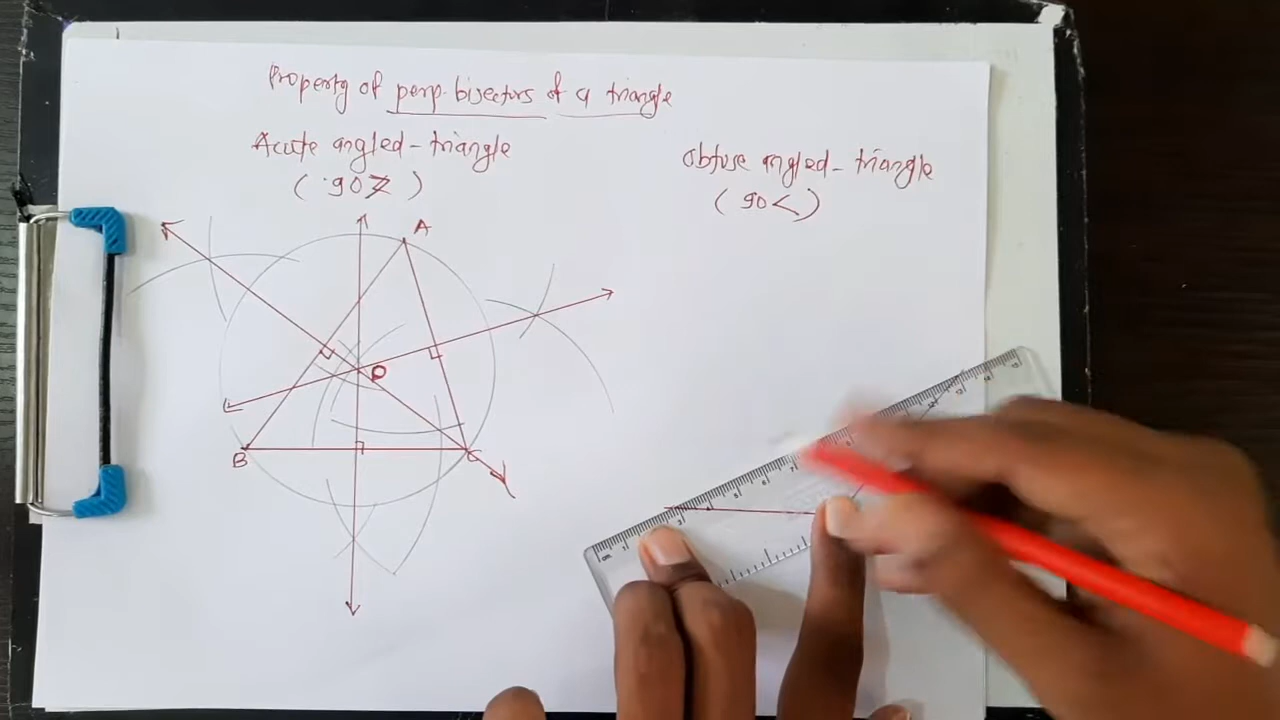 Property of perp. bisectors of a triangle
Acute angled-triangle
(90>)
Obtuse angled-triangle
(90<)
A
O
B
C